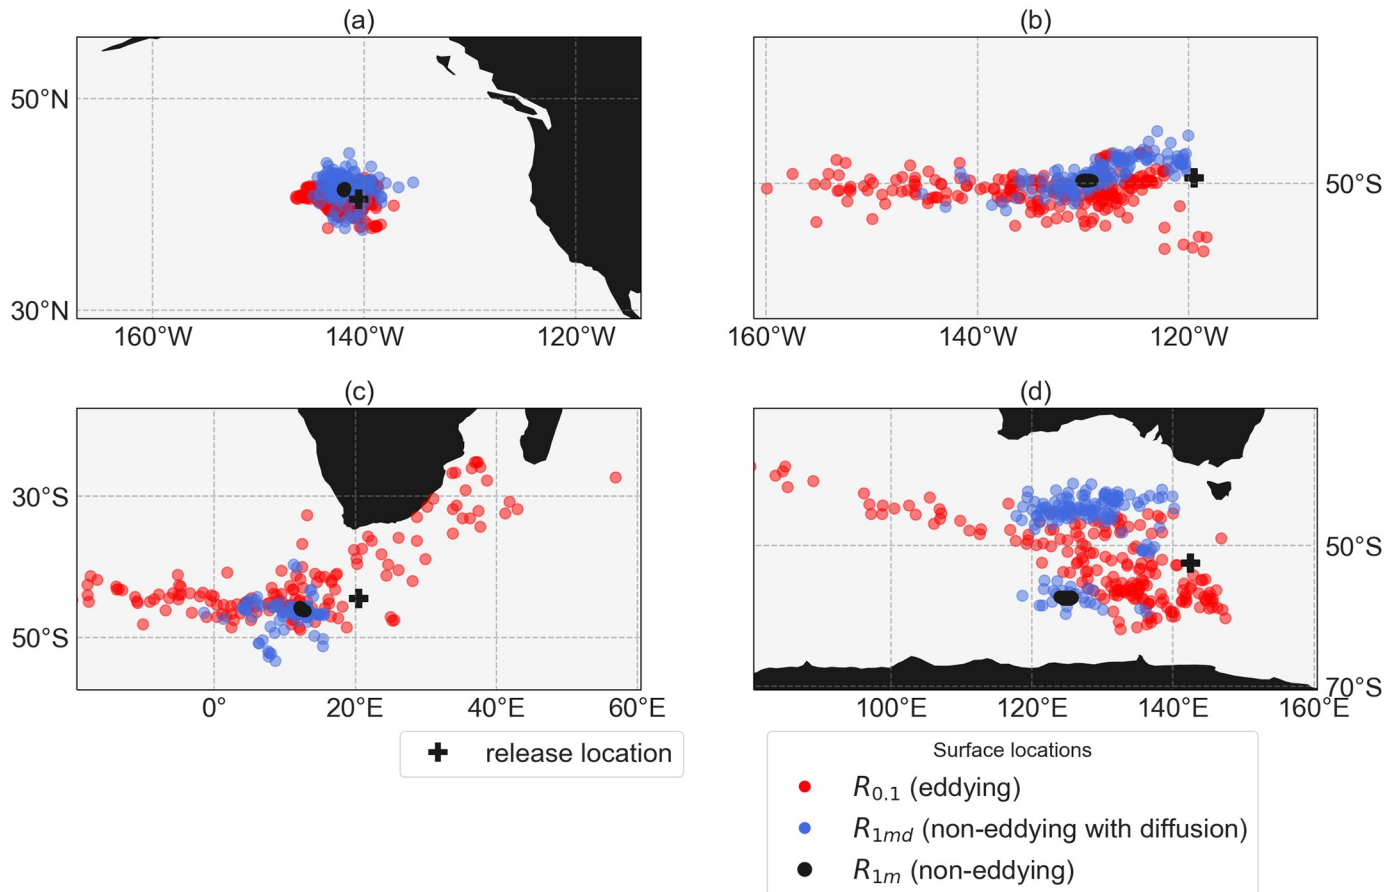 (a)
(b)
50°N
30°N
160°W
140°W
120°W
160°W
140°W
120°W
50°S
(c)
(d)
30°S
50°S
0°
20°E
40°E
60°E
100°E
120°E
140°E
160°E
50°S
70°S
release location
Surface locations
R0.1 (eddying)
R1md (non-eddying with diffusion)
R1m (non-eddying)